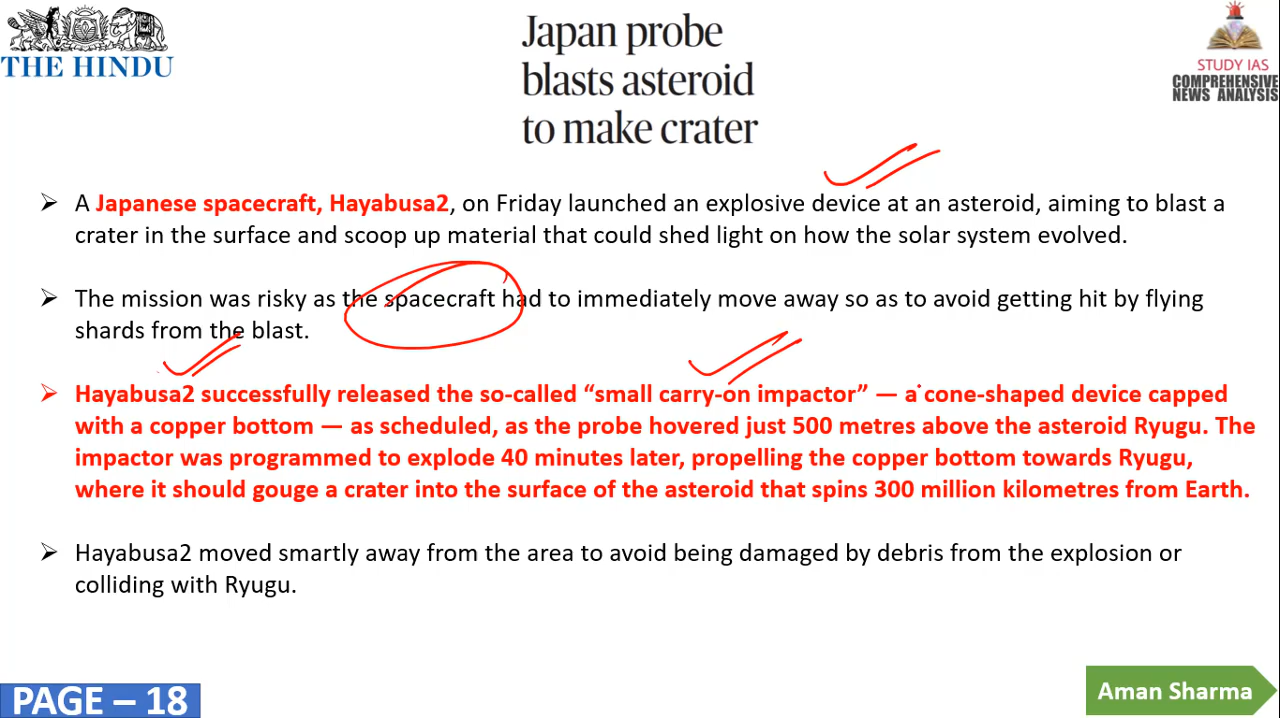 THE HINDU
Japan probe
blasts asteroid
to make crater
STUDY IAS
COMPREHENSIVE
NEWS ANALYSIS
➢ A Japanese spacecraft, Hayabusa2, on Friday launched an explosive device at an asteroid, aiming to blast a
crater in the surface and scoop up material that could shed light on how the solar system evolved.
➢ The mission was risky as the spacecraft had to immediately move away so as to avoid getting hit by flying
shards from the blast.
➢ Hayabusa2 successfully released the so-called “small carry-on impactor” — a cone-shaped device capped
with a copper bottom — as scheduled, as the probe hovered just 500 metres above the asteroid Ryugu. The
impactor was programmed to explode 40 minutes later, propelling the copper bottom towards Ryugu,
where it should gouge a crater into the surface of the asteroid that spins 300 million kilometres from Earth.
➢ Hayabusa2 moved smartly away from the area to avoid being damaged by debris from the explosion or
colliding with Ryugu.
PAGE – 18
Aman Sharma